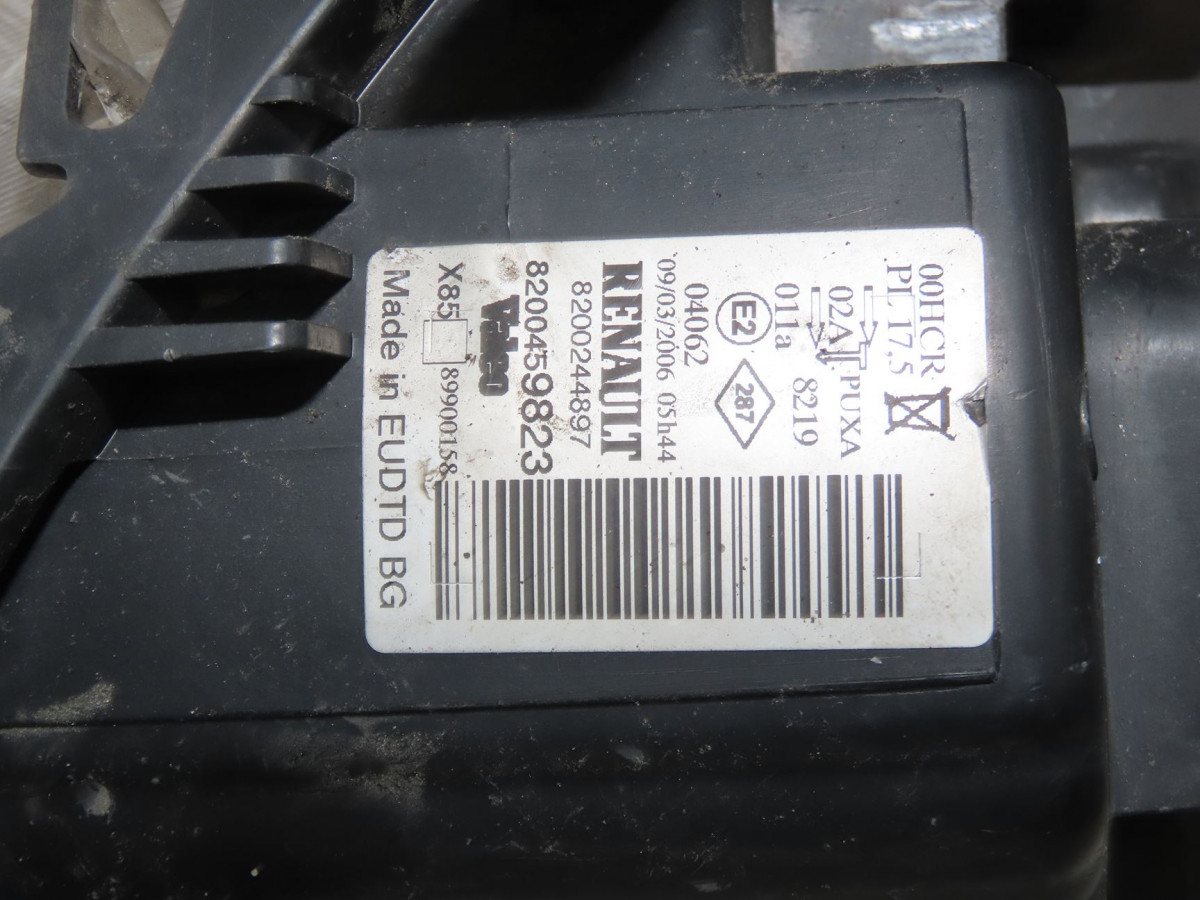 00HCR
PL 17,5
02A PUXA
011a 8219
E2 287
04062
09/03/2006 05h44
RENAULT
8200244897
8200459823
Valeo
X85 89900158
Made in EUDTD BG